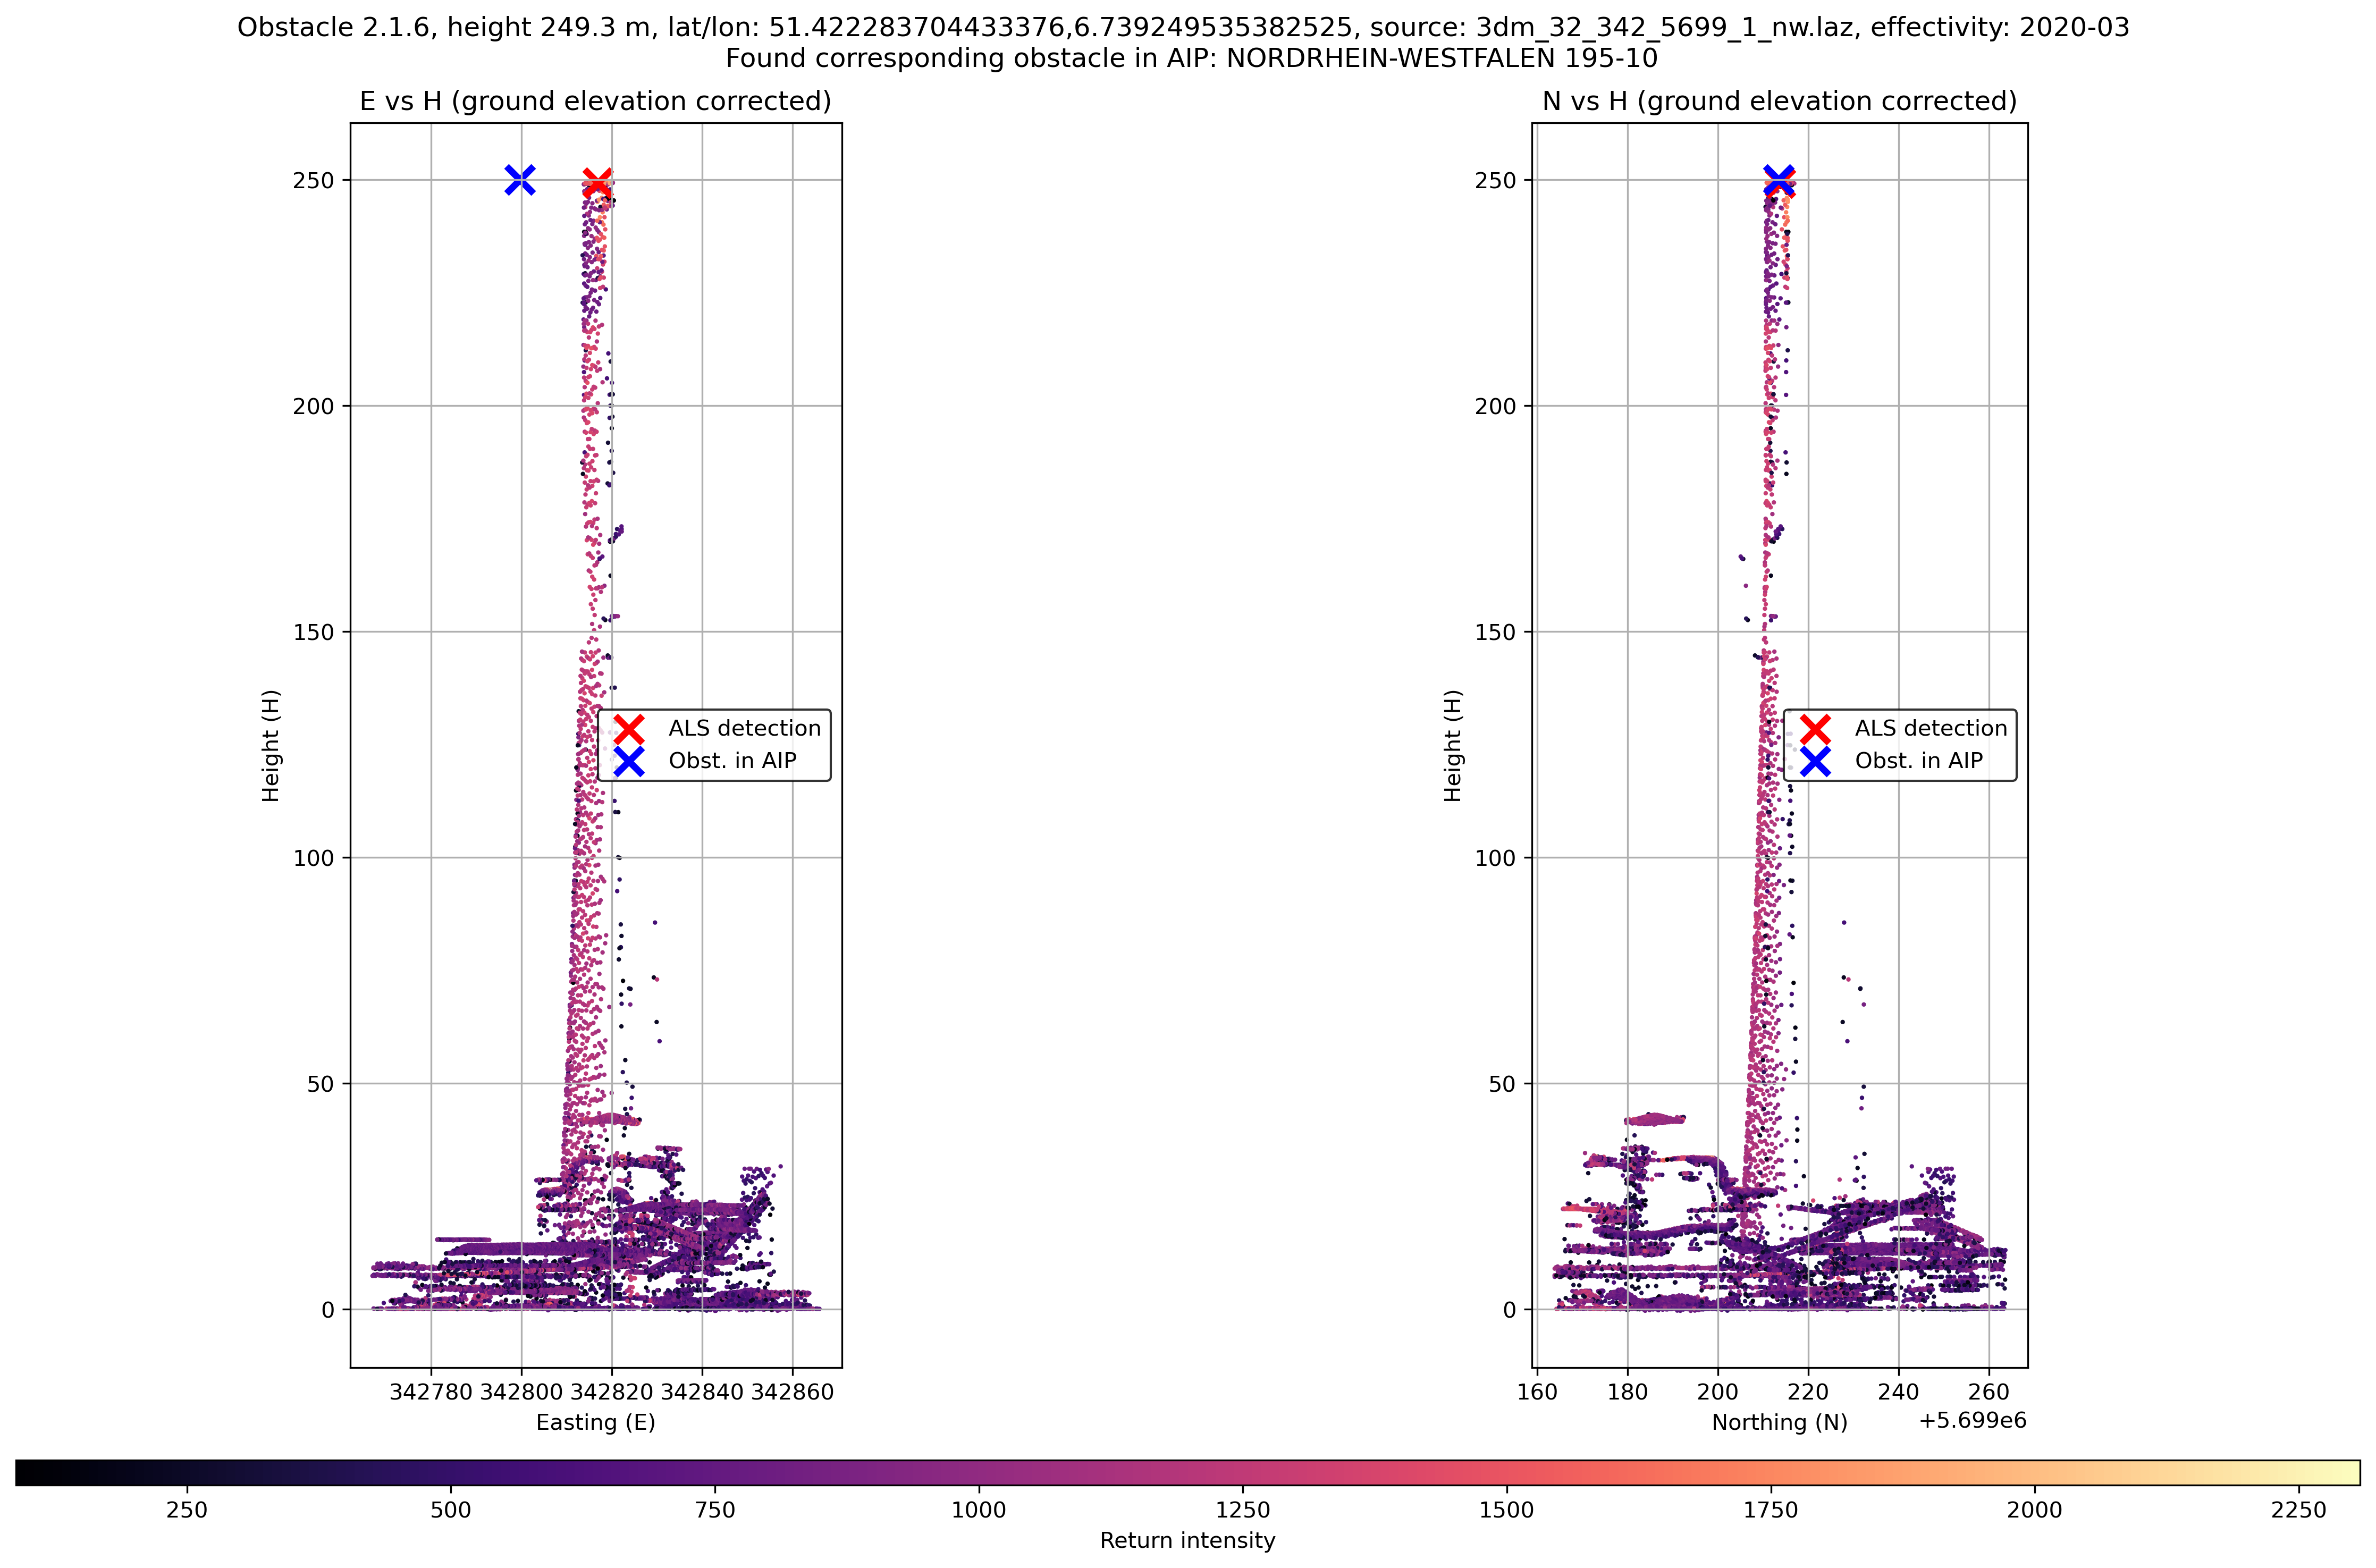 Obstacle 2.1.6, height 249.3 m, lat/lon: 51.422283704433376,6.739249535382525, source: 3dm_32_342_5699_1_nw.laz, effectivity: 2020-03
Found corresponding obstacle in AIP: NORDRHEIN-WESTFALEN 195-10
E vs H (ground elevation corrected)
250
200
150
100
50
0
Height (H)
ALS detection
Obst. in AIP
342780 342800 342820 342840 342860
Easting (E)
N vs H (ground elevation corrected)
250
200
150
100
50
0
Height (H)
ALS detection
Obst. in AIP
160 180 200 220 240 260
Northing (N) +5.699e6
250 500 750 1000 1250 1500 1750 2000 2250
Return intensity